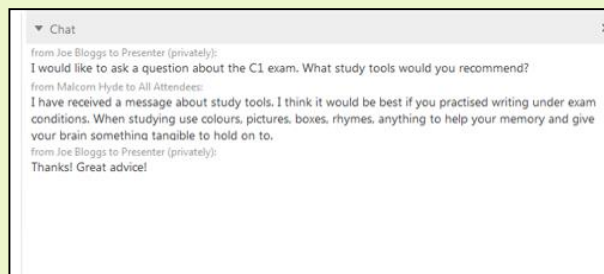 Chat
from Joe Bloggs to Presenter (privately):
I would like to ask a question about the C1 exam. What study tools would you recommend?
from Malcom Hyde to All Attendees:
I have received a message about study tools. I think it would be best if you practised writing under exam
conditions. When studying use colours, pictures, boxes, rhymes, anything to help your memory and give
your brain something tangible to hold on to.
from Joe Bloggs to Presenter (privately):
Thanks! Great advice!